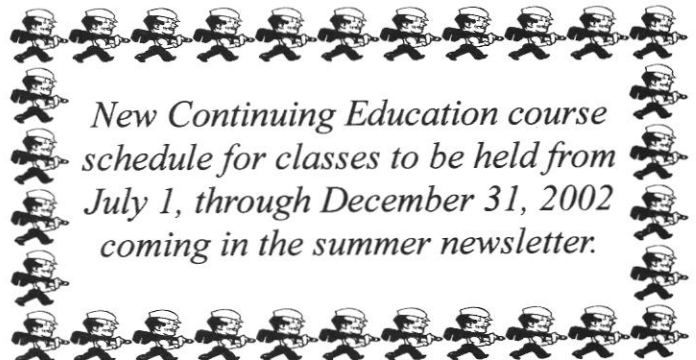 New Continuing Education course
schedule for classes to be held from
July 1, through December 31, 2002
coming in the summer newsletter.